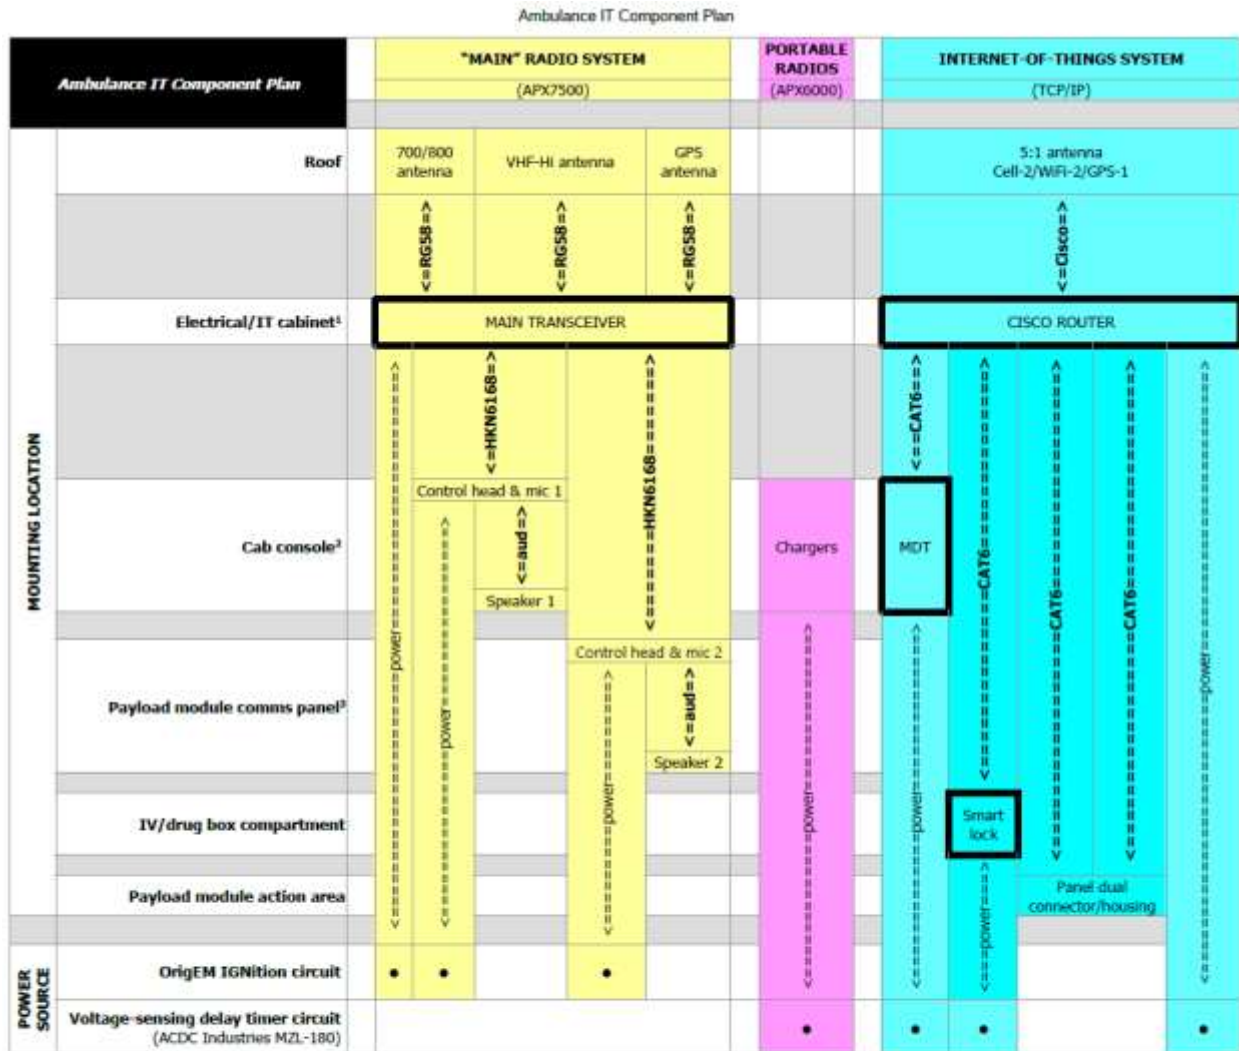 Ambulance IT Component Plan
Ambulance IT Component Plan
"MAIN" RADIO SYSTEM
(APX7500)
PORTABLE
RADIOS
(APX6000)
INTERNET-OF-THINGS SYSTEM
(TCP/IP)
MOUNTING LOCATION
Roof
700/800
antenna
VHF-Hi antenna
GPS
antenna
5:1 antenna
Cell-2/WiFi-2/GPS-1
<=RG58=>
<=RG58=>
<=RG58=>
<=Cisco=>
Electrical/IT cabinet¹
MAIN TRANSCEIVER
CISCO ROUTER
<=HKN6168===>
<======HKN6168======>
<==CAT6==>
<======CAT6======>
<======CAT6======>
<======CAT6======>
Cab console²
Control head & mic 1
<=aud=>
Speaker 1
Chargers
MDT
Payload module comms panel³
Control head & mic 2
<=aud=>
Speaker 2
<======power======>
<======power======>
<======power======>
<======power======>
<======power======>
<==power==>
<======power======>
IV/drug box compartment
Smart
lock
Payload module action area
Panel dual
connector/housing
POWER
SOURCE
OrigEM IGNition circuit
• • •
Voltage-sensing delay timer circuit
(ACDC Industries MZL-180)
• • • •